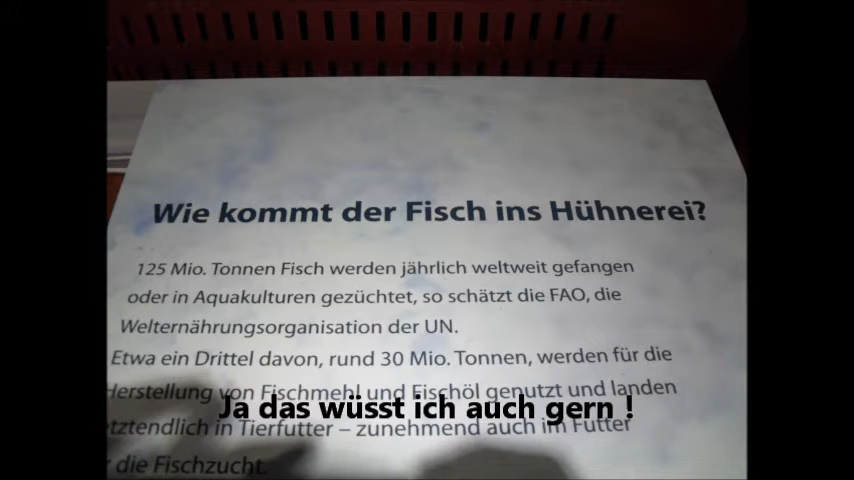 Wie kommt der Fisch ins Hühnerei?
125 Mio. Tonnen Fisch werden jährlich weltweit gefangen
oder in Aquakulturen gezüchtet, so schätzt die FAO, die
Welternährungsorganisation der UN.
Etwa ein Drittel davon, rund 30 Mio. Tonnen, werden für die
Herstellung von Fischmehl und Fischöl genutzt und landen
Ja das wüsst ich auch gern !
tztendlich in Tierfutter – zunehmend auch im Futter
die Fischzucht.